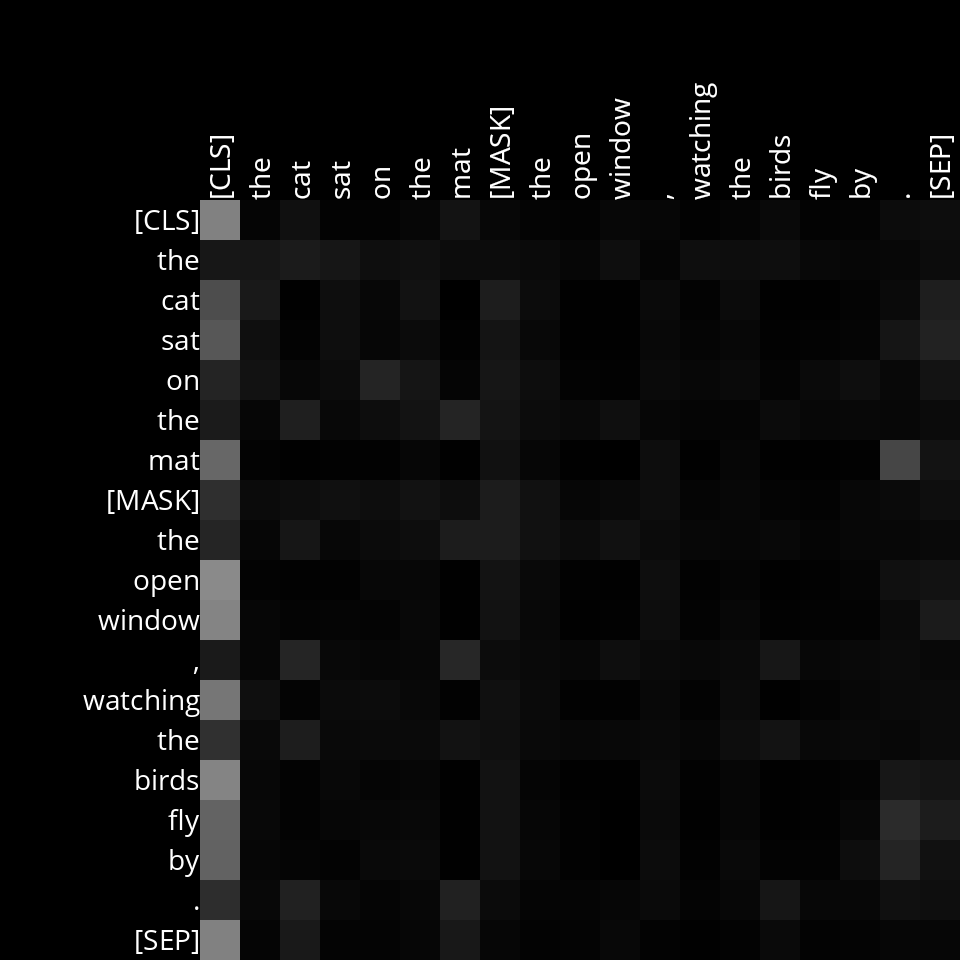 [CLS] the cat sat on the mat [MASK] the open window , watching the birds fly by . [SEP]
[CLS]
the
cat
sat
on
the
mat
[MASK]
the
open
window
,
watching
the
birds
fly
by
.
[SEP]